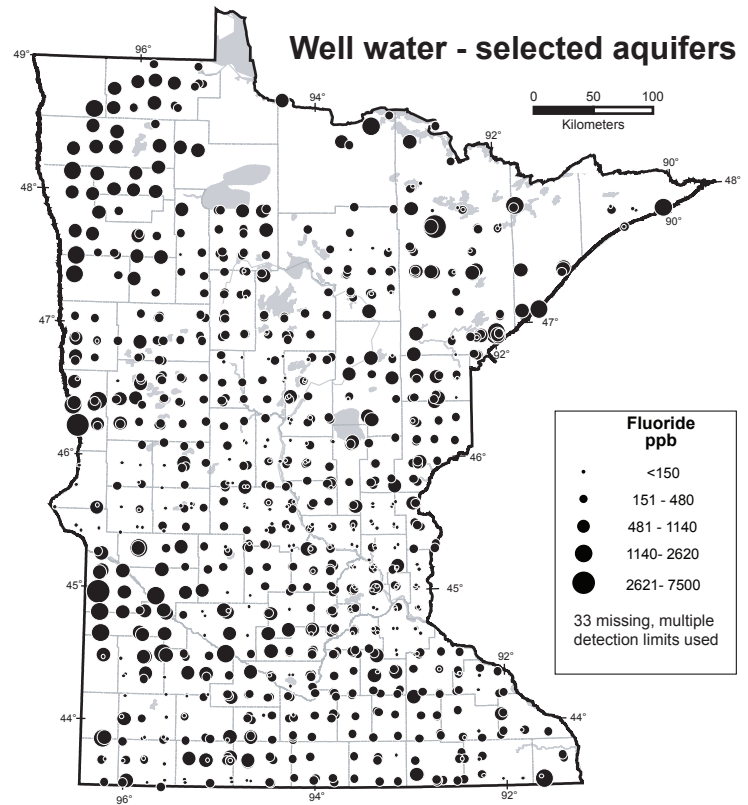 Well water - selected aquifers
0 50 100
Kilometers
49°
96°
94°
92°
90°
48°
48°
90°
47°
47°
92°
46°
46°
45°
45°
92°
44°
44°
96°
94°
92°
Fluoride
ppb
<150
151 - 480
481 - 1140
1140- 2620
2621- 7500
33 missing, multiple
detection limits used